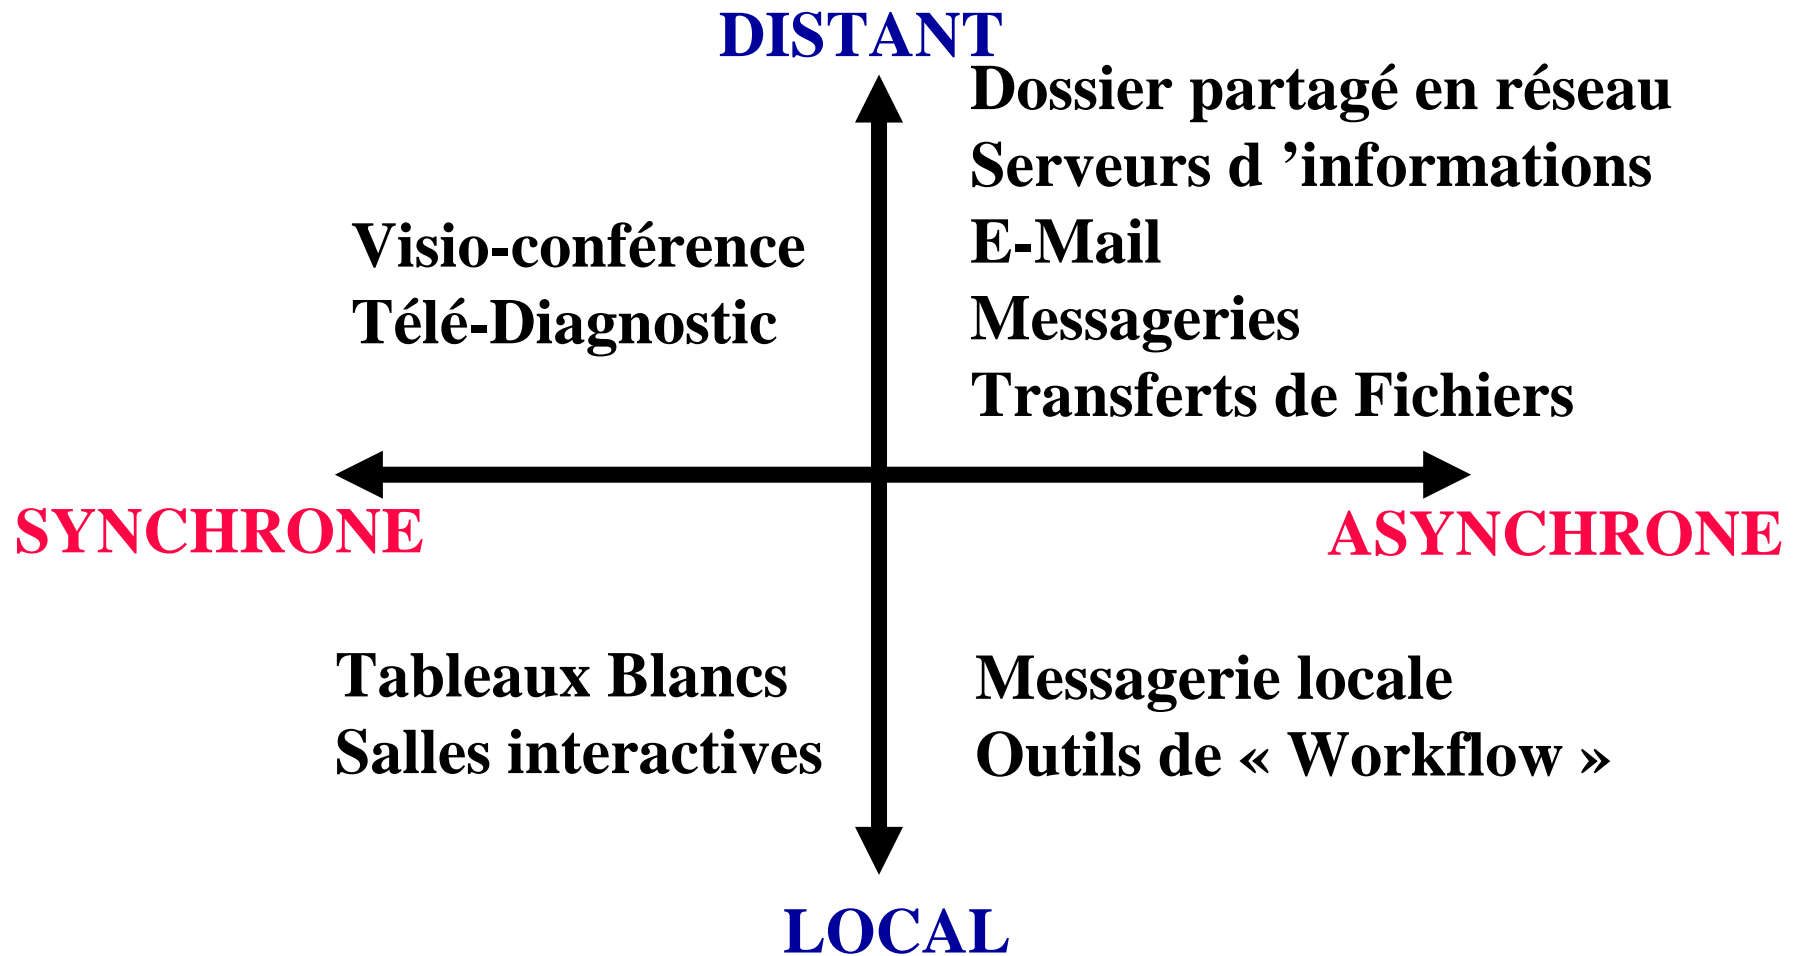 DISTANT
Dossier partagé en réseau
Serveurs d ’informations
E-Mail
Messageries
Transferts de Fichiers
Visio-conférence
Télé-Diagnostic
SYNCHRONE
ASYNCHRONE
Tableaux Blancs
Salles interactives
Messagerie locale
Outils de « Workflow »
LOCAL